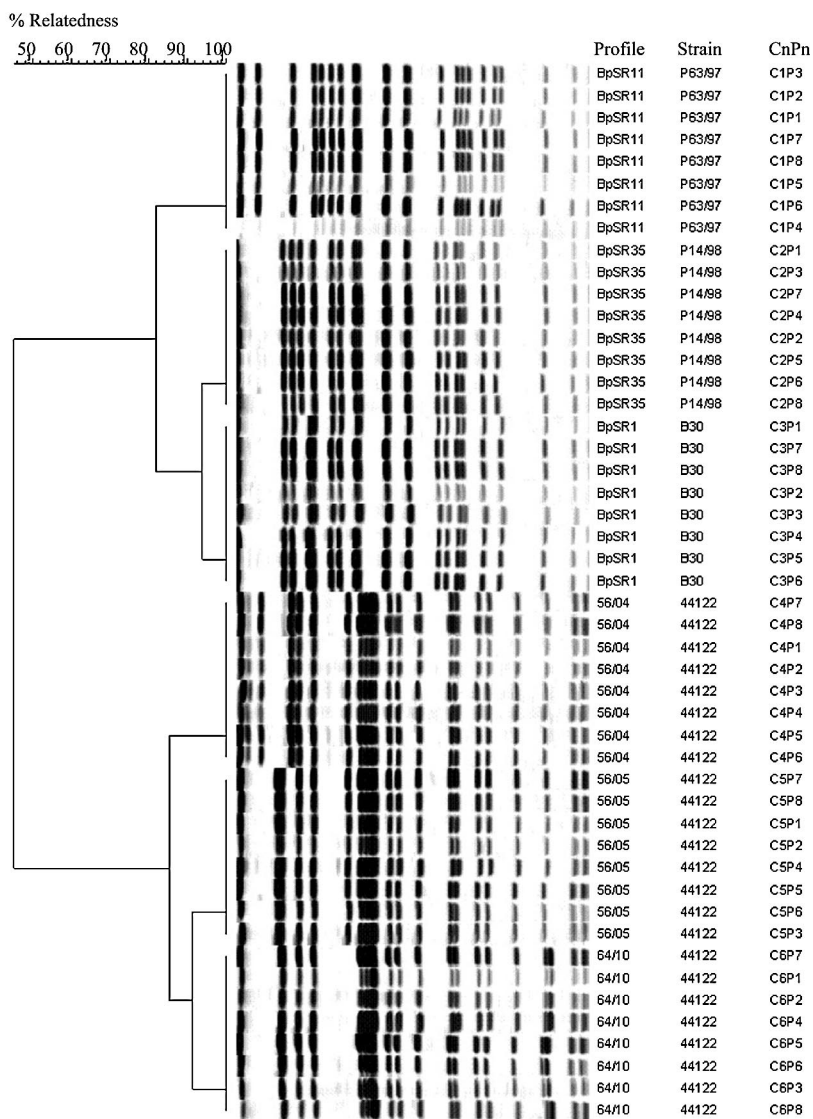 % Relatedness
50 60 70 80 90 100
Profile Strain CnPn
BpSR11 P63/97 C1P3
BpSR11 P63/97 C1P2
BpSR11 P63/97 C1P1
BpSR11 P63/97 C1P7
BpSR11 P63/97 C1P8
BpSR11 P63/97 C1P5
BpSR11 P63/97 C1P6
BpSR11 P63/97 C1P4
BpSR35 P14/98 C2P1
BpSR35 P14/98 C2P3
BpSR35 P14/98 C2P7
BpSR35 P14/98 C2P4
BpSR35 P14/98 C2P2
BpSR35 P14/98 C2P5
BpSR35 P14/98 C2P6
BpSR35 P14/98 C2P8
BpSR1 B30 C3P1
BpSR1 B30 C3P7
BpSR1 B30 C3P8
BpSR1 B30 C3P2
BpSR1 B30 C3P3
BpSR1 B30 C3P4
BpSR1 B30 C3P5
BpSR1 B30 C3P6
56/04 44122 C4P7
56/04 44122 C4P8
56/04 44122 C4P1
56/04 44122 C4P2
56/04 44122 C4P3
56/04 44122 C4P4
56/04 44122 C4P5
56/04 44122 C4P6
56/05 44122 C5P7
56/05 44122 C5P8
56/05 44122 C5P1
56/05 44122 C5P2
56/05 44122 C5P4
56/05 44122 C5P5
56/05 44122 C5P6
56/05 44122 C5P3
64/10 44122 C6P7
64/10 44122 C6P1
64/10 44122 C6P2
64/10 44122 C6P4
64/10 44122 C6P5
64/10 44122 C6P6
64/10 44122 C6P3
64/10 44122 C6P8